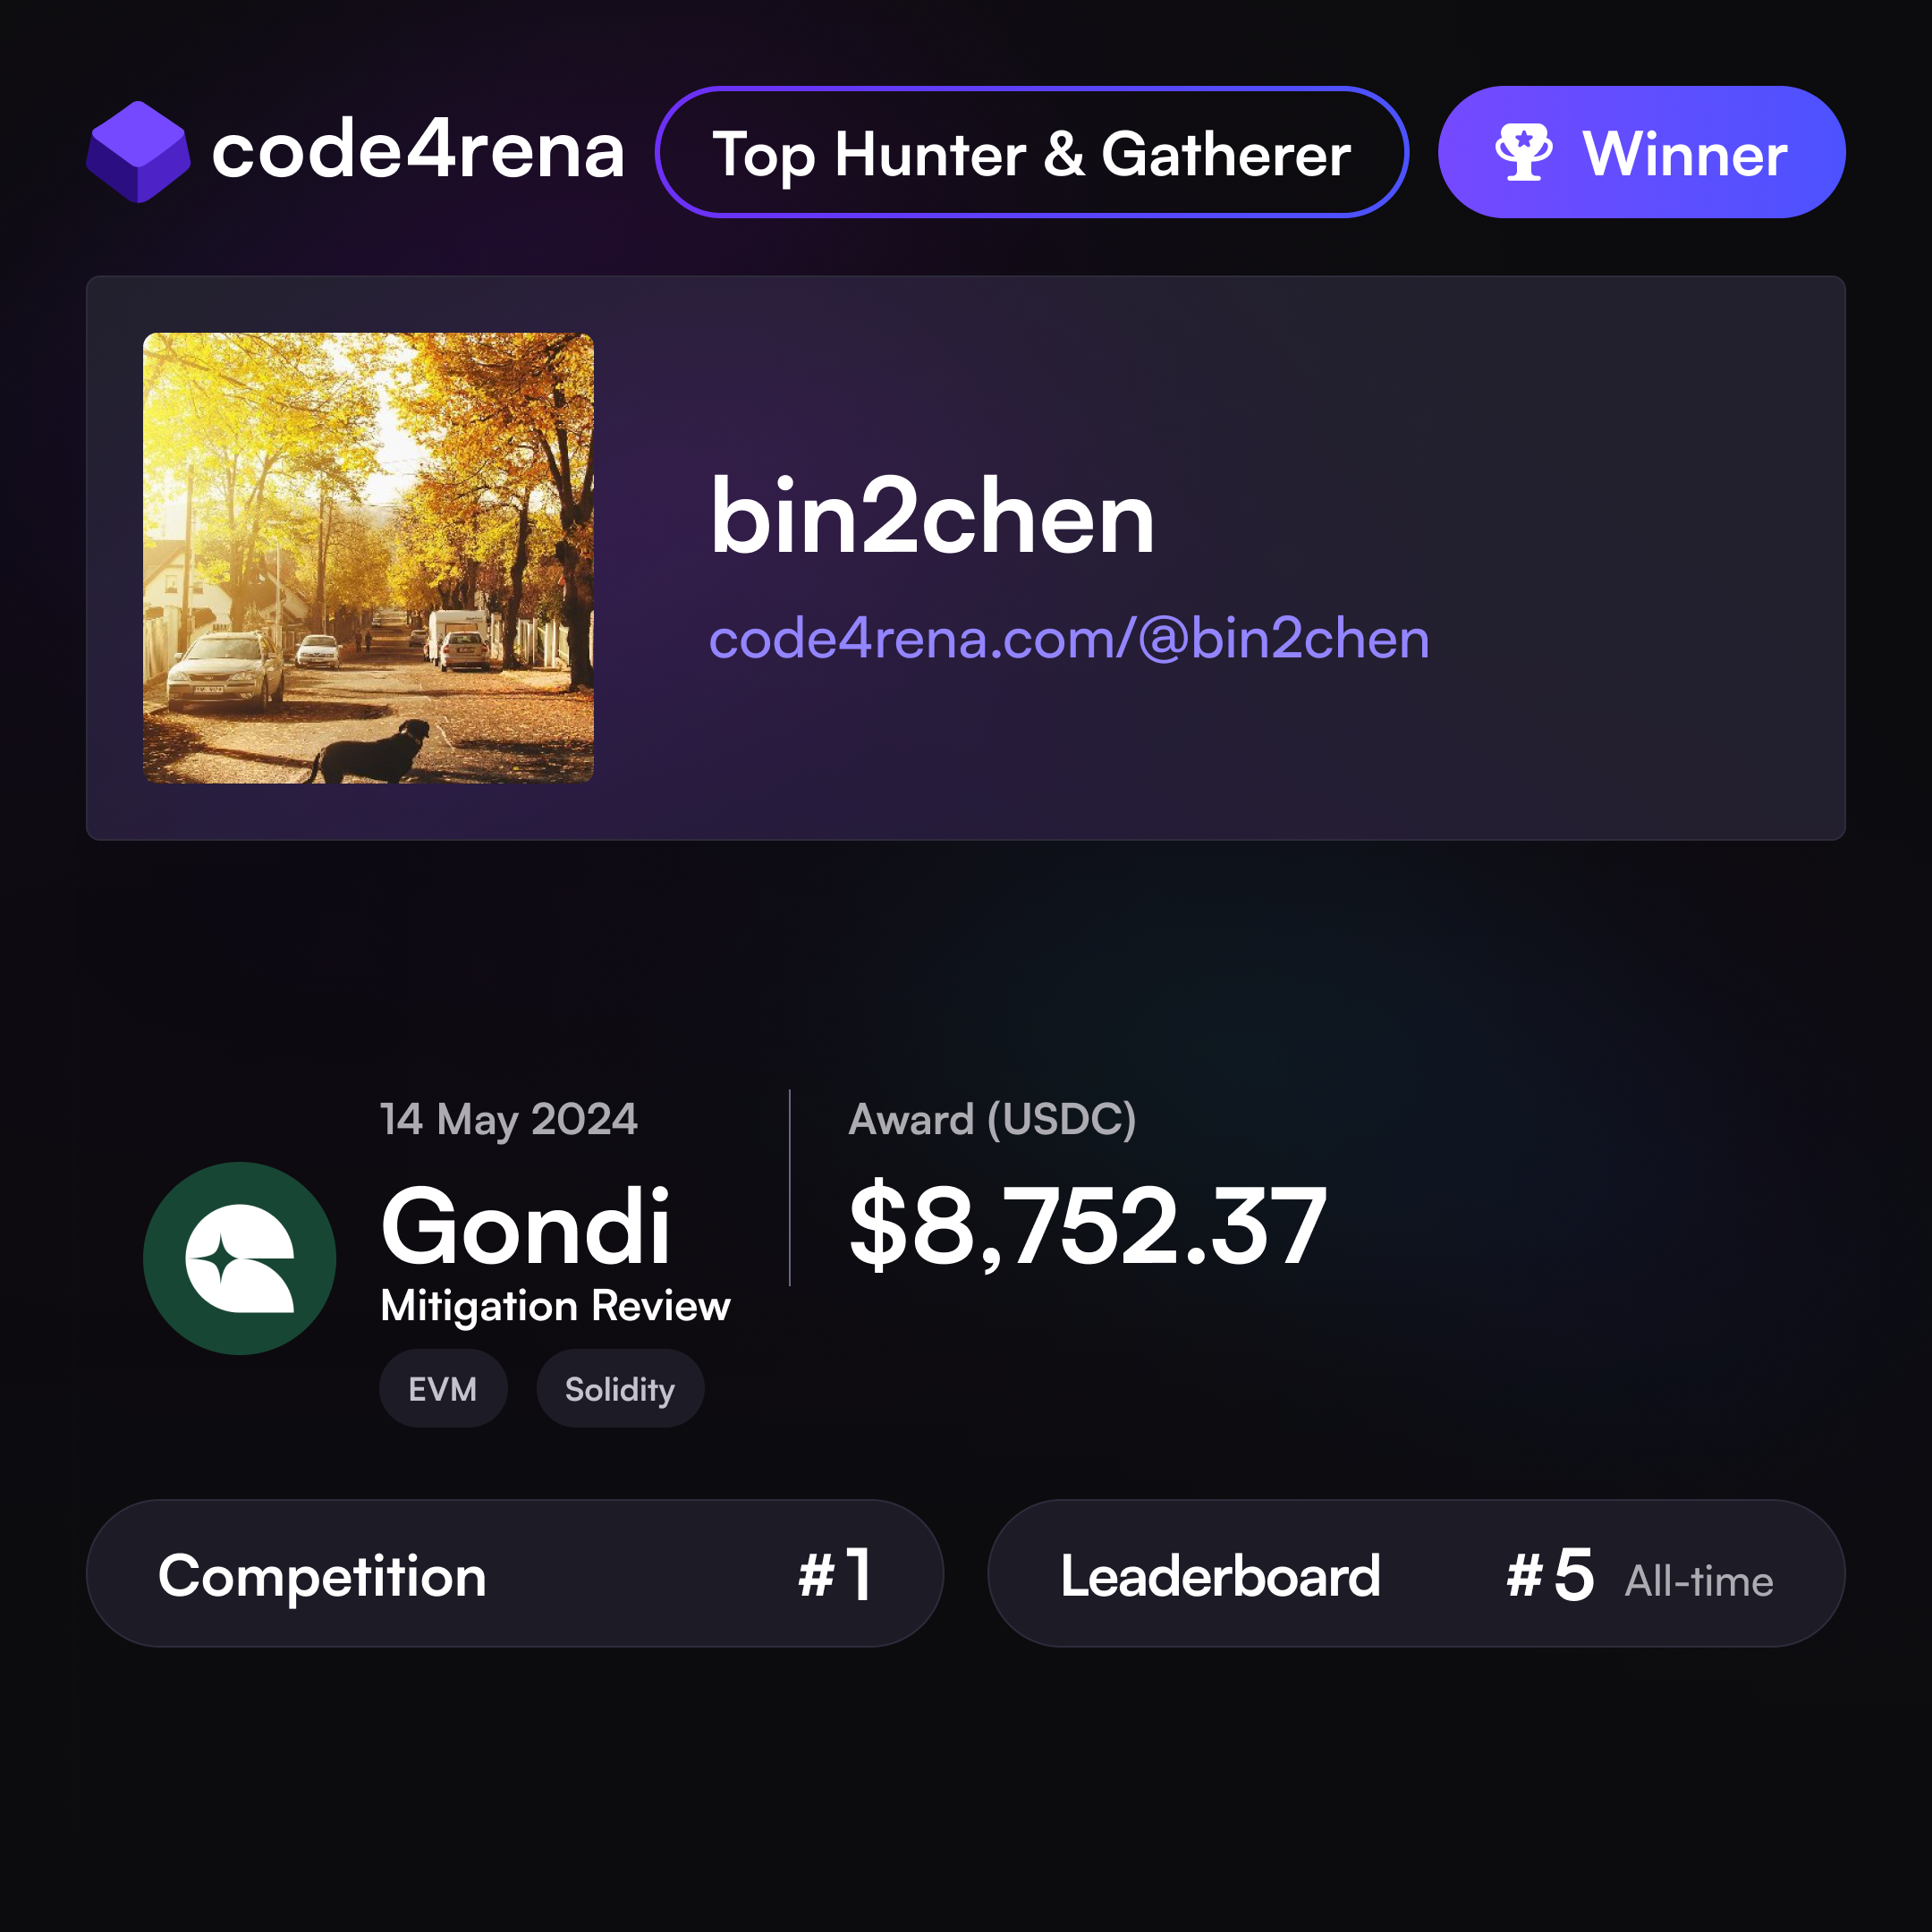 code4rena
Top Hunter & Gatherer
Winner
bin2chen
code4rena.com/@bin2chen
14 May 2024
Gondi
Mitigation Review
EVM
Solidity
Award (USDC)
$8,752.37
Competition
#1
Leaderboard
#5 All-time